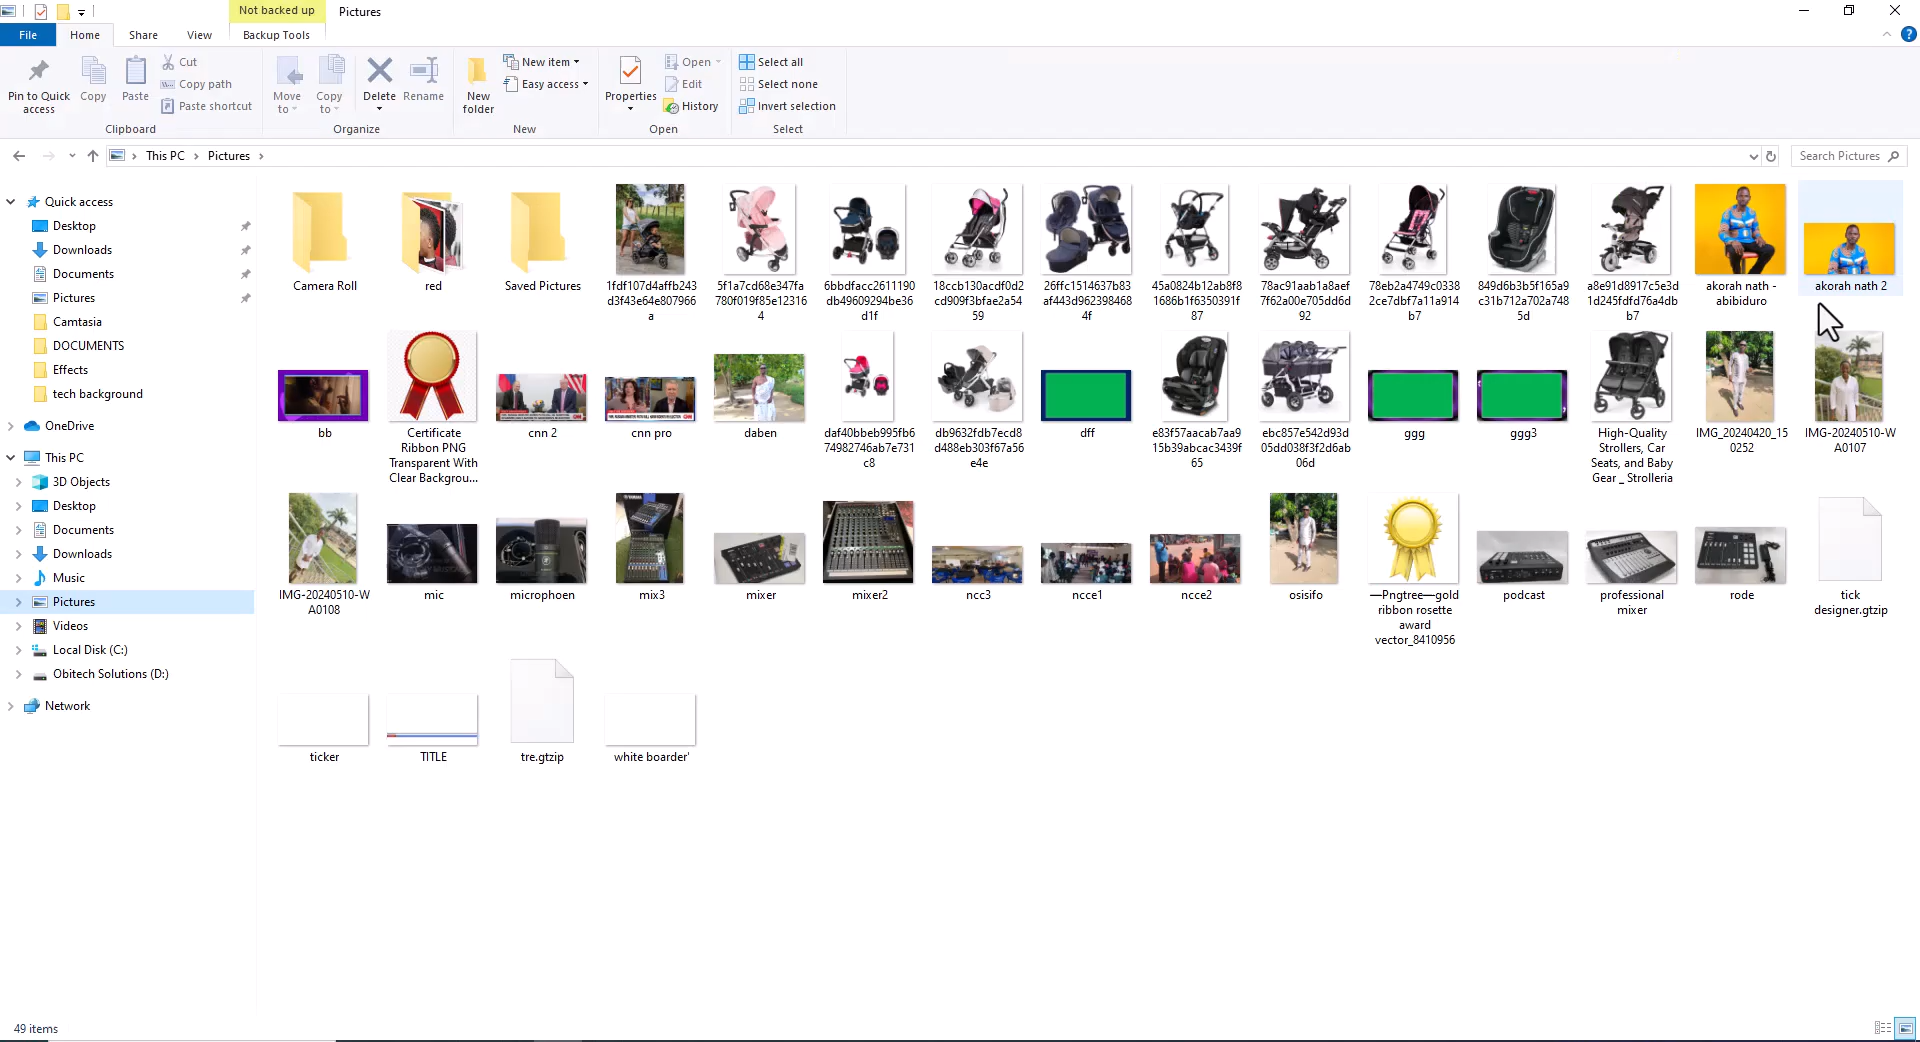 Not backed up
Pictures
File
Home
Share
View
Backup Tools
Pin to Quick
access
Copy
Paste
Cut
Copy path
Paste shortcut
Clipboard
Move
to
Copy
to
Delete
Rename
Organize
New
folder
New item
Easy access
New
Properties
Open
Edit
History
Open
Select all
Select none
Invert selection
Select
This PC
Pictures
Search Pictures
Quick access
Desktop
Downloads
Documents
Pictures
Camtasia
DOCUMENTS
Effects
tech background
OneDrive
This PC
3D Objects
Desktop
Documents
Downloads
Music
Pictures
Videos
Local Disk (C:)
Obitech Solutions (D:)
Network
Camera Roll
red
Saved Pictures
1fdf107d4affb243
d3f43e64e807966
a
5f1a7cd68e347fa
780f019f85e12316
4
6bbdfacc2611190
db49609294be36
d1f
18ccb130acdf0d2
cd909f3bfae2a54
59
26ffc1514637b83
af443d962398468
4f
45a0824b12ab8f8
1686b1f6350391f
87
78ac91aab1a8aef
7f62a00e705dd6d
92
78eb2a4749c0338
2ce7dbf7a11a914
b7
849d6b3b5f165a9
c31b712a702a748
5d
a8e91d8917c5e3d
1d245fdfd76a4db
b7
akorah nath -
abibiduro
akorah nath 2
bb
Certificate
Ribbon PNG
Transparent With
Clear Backgrou...
cnn 2
cnn pro
daben
daf40bbeb995fb6
74982746ab7e731
c8
db9632fdb7ecd8
d488eb303f67a56
e4e
dff
e83f57aacab7aa9
15b39abcac3439f
65
ebc857e542d93d
05dd038f3f2d6ab
06d
ggg
ggg3
High-Quality
Strollers, Car
Seats, and Baby
Gear _ Strolleria
IMG_20240420_15
0252
IMG-20240510-W
A0107
IMG-20240510-W
A0108
mic
microphoen
mix3
mixer
mixer2
ncc3
ncce1
ncce2
osisifo
—Pngtree—gold
ribbon rosette
award
vector_8410956
podcast
professional
mixer
rode
tick
designer.gtzip
ticker
TITLE
tre.gtzip
white boarder'
49 items